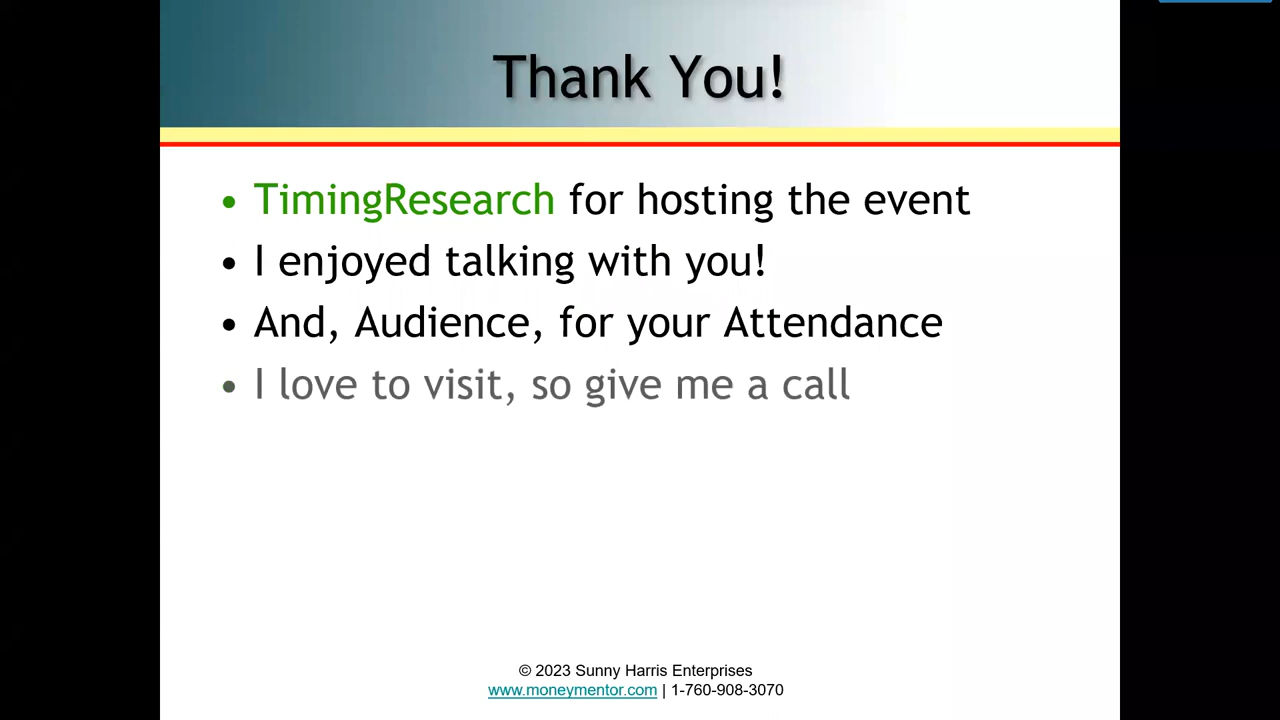 Thank You!
• TimingResearch for hosting the event
• I enjoyed talking with you!
• And, Audience, for your Attendance
• I love to visit, so give me a call
© 2023 Sunny Harris Enterprises
www.moneymentor.com | 1-760-908-3070